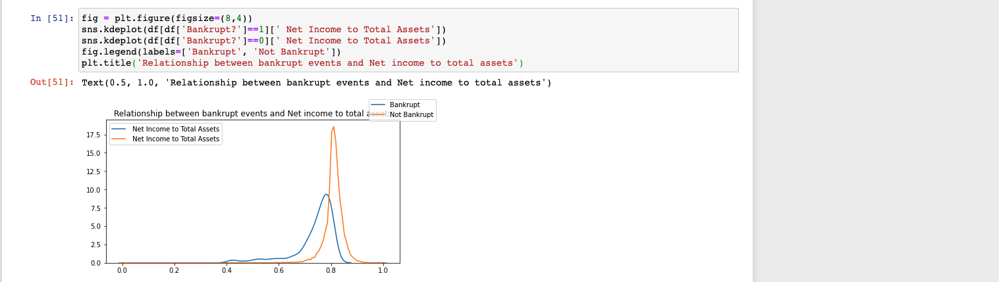 In [51]: fig = plt.figure(figsize=(8,4))
sns.kdeplot(df[df['Bankrupt?']==1][' Net Income to Total Assets'])
sns.kdeplot(df[df['Bankrupt?']==0][' Net Income to Total Assets'])
fig.legend(labels=['Bankrupt', 'Not Bankrupt'])
plt.title('Relationship between bankrupt events and Net income to total assets')
Out[51]: Text(0.5, 1.0, 'Relationship between bankrupt events and Net income to total assets')
Bankrupt
Not Bankrupt
Relationship between bankrupt events and Net income to total assets
Net Income to Total Assets
Net Income to Total Assets
17.5
15.0
12.5
10.0
7.5
5.0
2.5
0.0
0.0 0.2 0.4 0.6 0.8 1.0